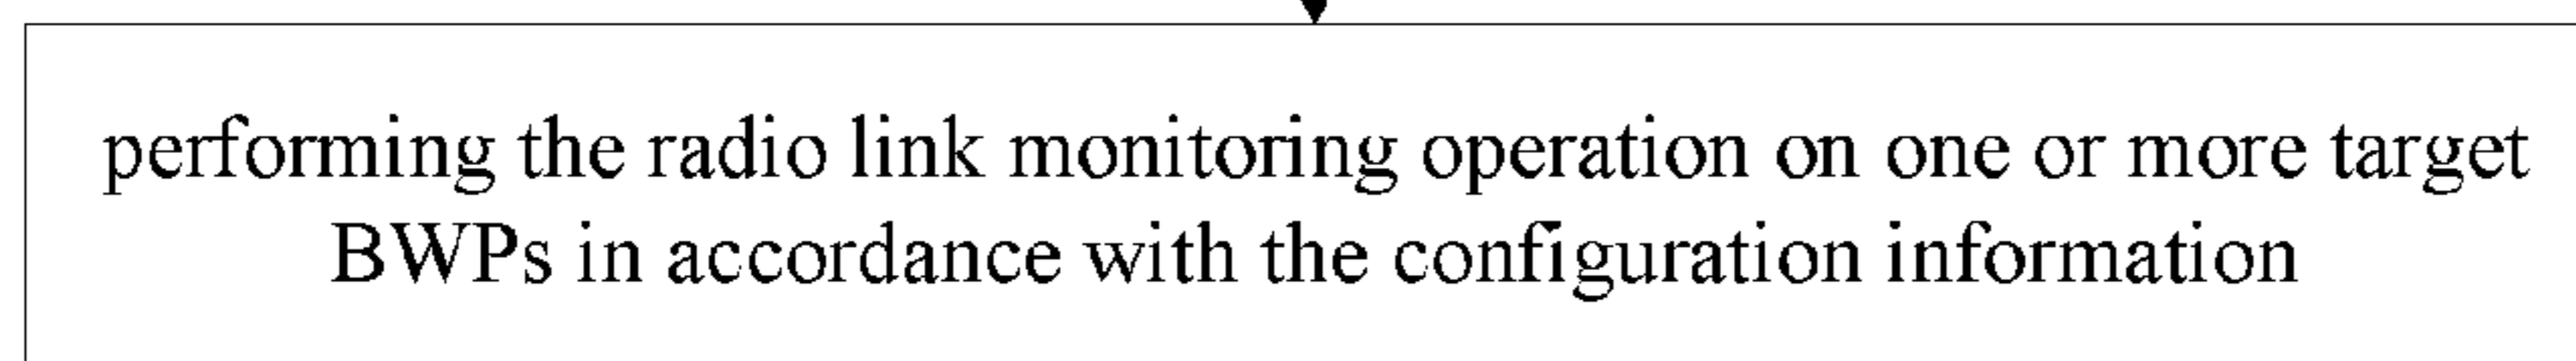 performing the radio link monitoring operation on one or more target
BWPs in accordance with the configuration information